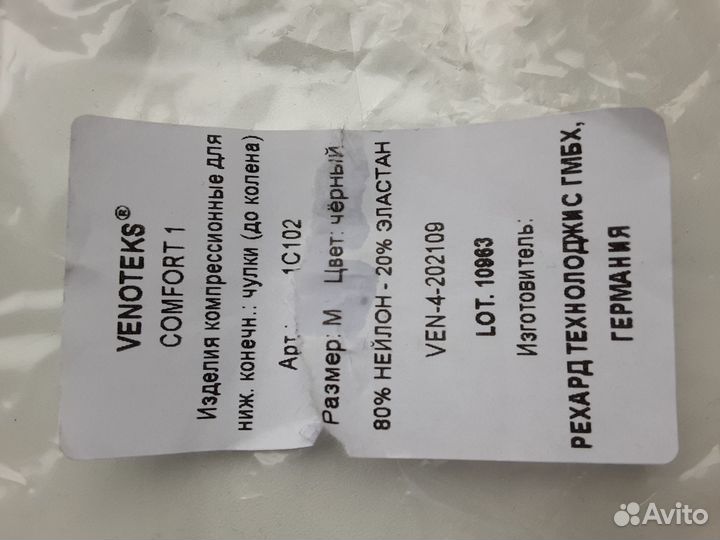 VENOTEKS®
COMFORT 1
Изделия компрессионные для
ниж. конечн.: чулки (до колена)
Арт.: 1C102
Размер: M Цвет: чёрный
80% НЕЙЛОН - 20% ЭЛАСТАН
VEN-4-202109
LOT. 10963
Изготовитель:
РЕХАРД ТЕХНОЛОДЖИС ГМБХ,
ГЕРМАНИЯ
Avito